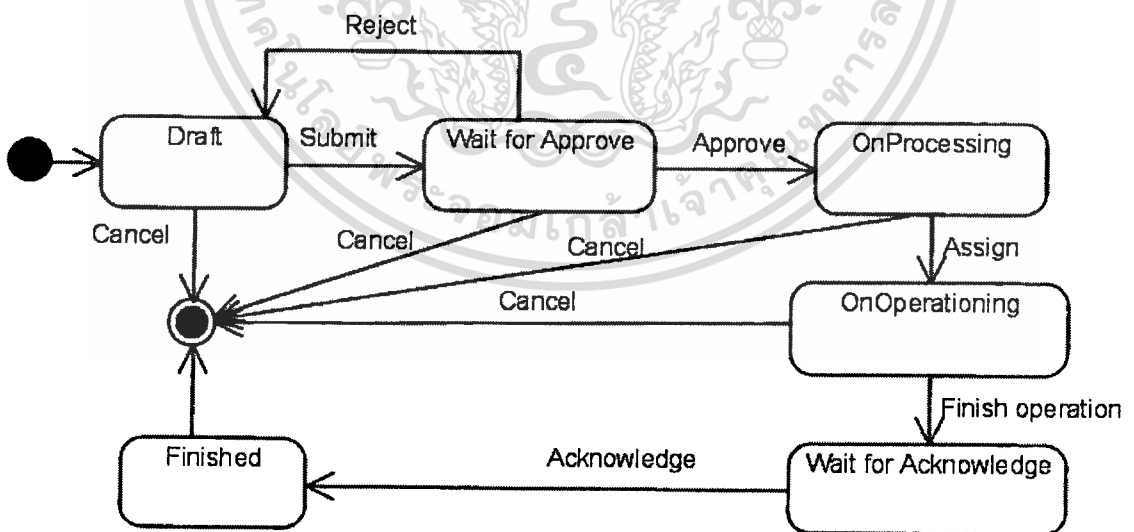 Reject
Draft
Submit
Wait for Approve
Approve
OnProcessing
Cancel
Cancel
Cancel
Assign
Cancel
OnOperationing
Finish operation
Finished
Acknowledge
Wait for Acknowledge